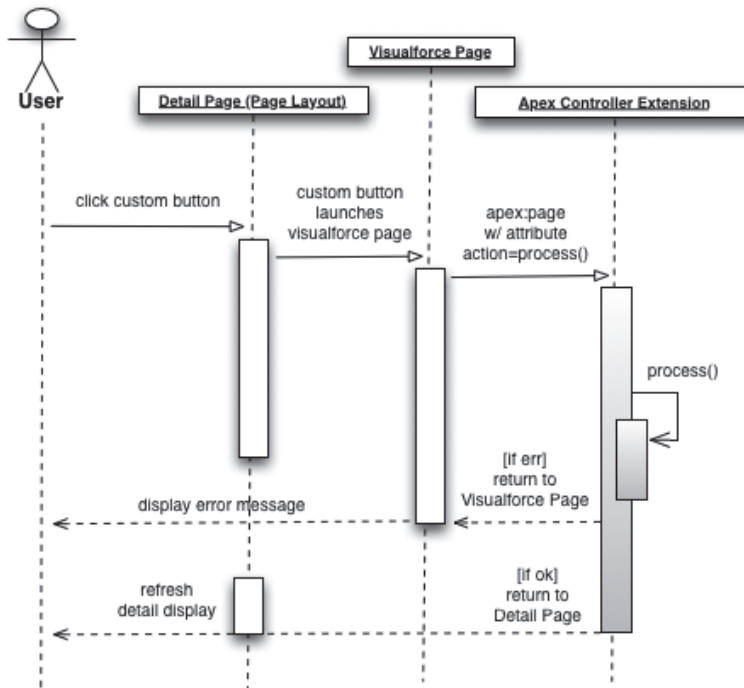 Visualforce Page
User
Detail Page (Page Layout)
Apex Controller Extension
click custom button
custom button
launches
visualforce page
apex:page
w/ attribute
action=process()
process()
[if err]
return to
Visualforce Page
display error message
[if ok]
return to
Detail Page
refresh
detail display